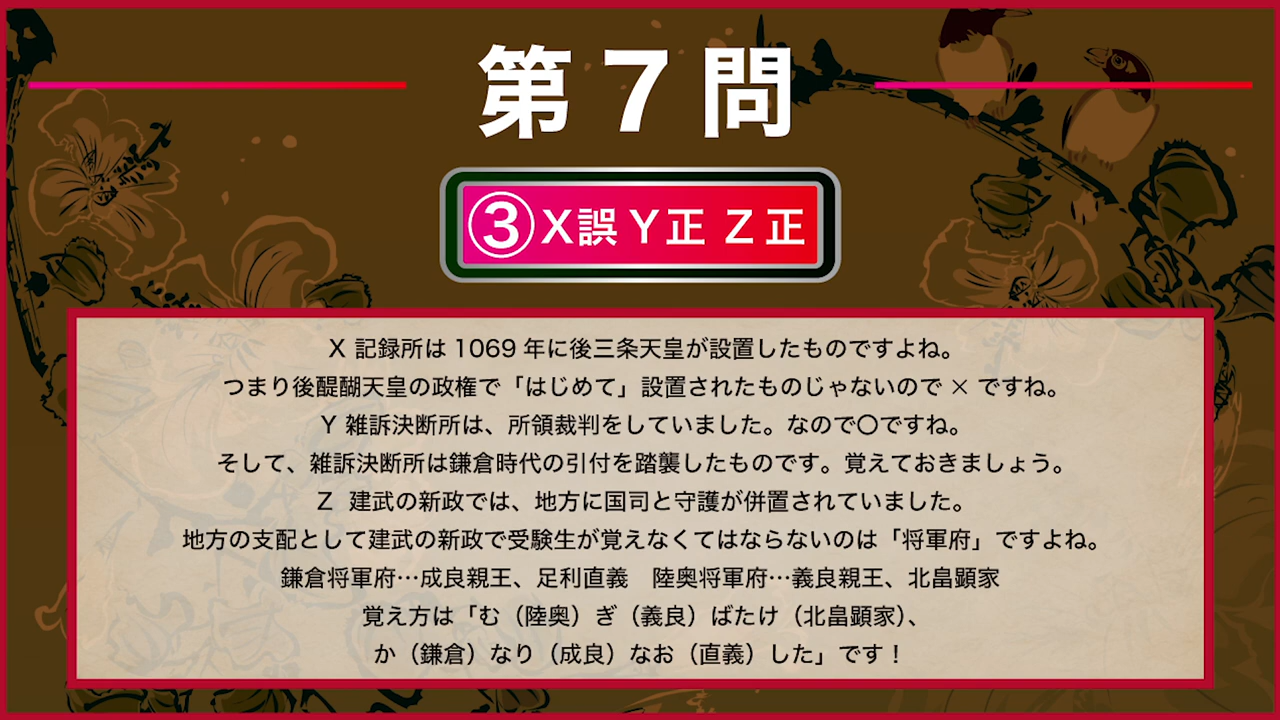 第7問
③X誤 Y正 Z正
X 記録所は 1069 年に後三条天皇が設置したものですよね。
つまり後醍醐天皇の政権で「はじめて」設置されたものじゃないので × ですね。
Y 雑訴決断所は、所領裁判をしていました。なので〇ですね。
そして、雑訴決断所は鎌倉時代の引付を踏襲したものです。覚えておきましょう。
Z 建武の新政では、地方に国司と守護が併置されていました。
地方の支配として建武の新政で受験生が覚えなくてはならないのは「将軍府」ですよね。
鎌倉将軍府…成良親王、足利直義　陸奥将軍府…義良親王、北畠顕家
覚え方は「む（陸奥）ぎ（義良）ばたけ（北畠顕家）、
か（鎌倉）なり（成良）なお（直義）した」です！